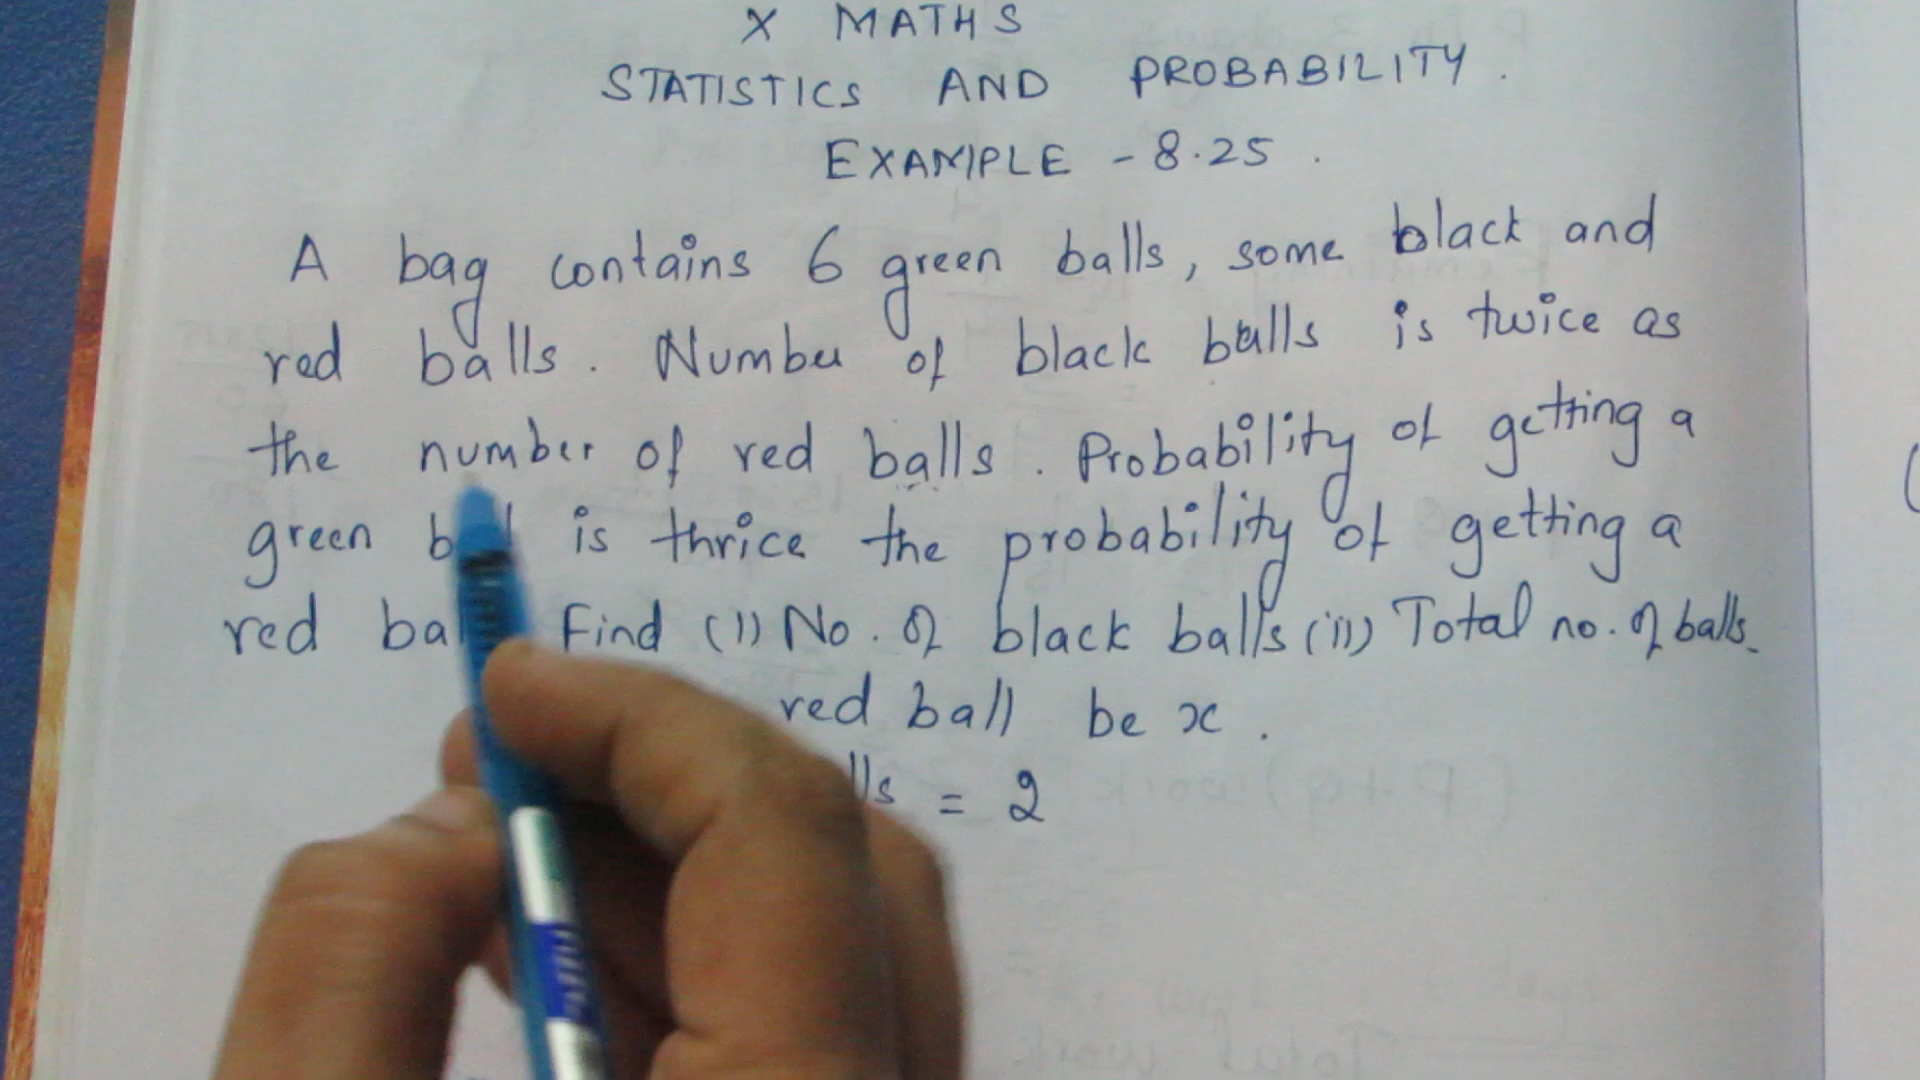 X MATHS
STATISTICS AND PROBABILITY.
EXAMPLE - 8.25.
A bag contains 6 green balls, some black and
red balls. Number of black balls is twice as
the number of red balls. Probability of getting a
green is thrice the probability of getting a
red Find (i) No. of black balls (ii) Total no. of balls.
red ball be x.
= 2